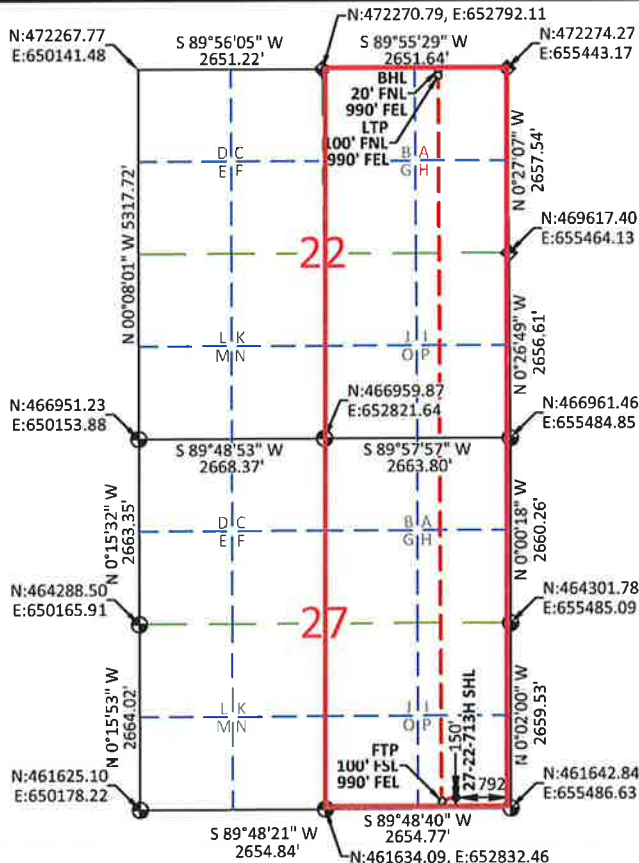 N:472270.79, E:652792.11
N:472267.77
E:650141.48
S 89°56'05" W
2651.22'
S 89°55'29" W
2651.64'
N:472274.27
E:655443.17
BHL
20' FNL
990' FEL
LTP
100' FNL
990' FEL
D C
E F
B A
G H
N 0°27'07" W
2657.54'
N 00°08'01" W 5317.72'
22
N:469617.40
E:655464.13
L K
M N
J I
O P
N 0°26'49" W
2656.61'
N:466959.87
E:652821.64
N:466951.23
E:650153.88
N:466961.46
E:655484.85
S 89°48'53" W
2668.37'
S 89°57'57" W
2663.80'
N 0°15'32" W
2663.35'
D C
E F
B A
G H
N 0°00'18" W
2660.26'
N:464288.50
E:650165.91
27
N:464301.78
E:655485.09
N 0°15'53" W
2664.02'
L K
M N
J I
O P
27-22-713H SHL
150'
792'
N 0°02'00" W
2659.53'
FTP
100' FSL
990' FEL
N:461625.10
E:650178.22
N:461642.84
E:655486.63
S 89°48'21" W
2654.84'
S 89°48'40" W
2654.77'
N:461634.09, E:652832.46